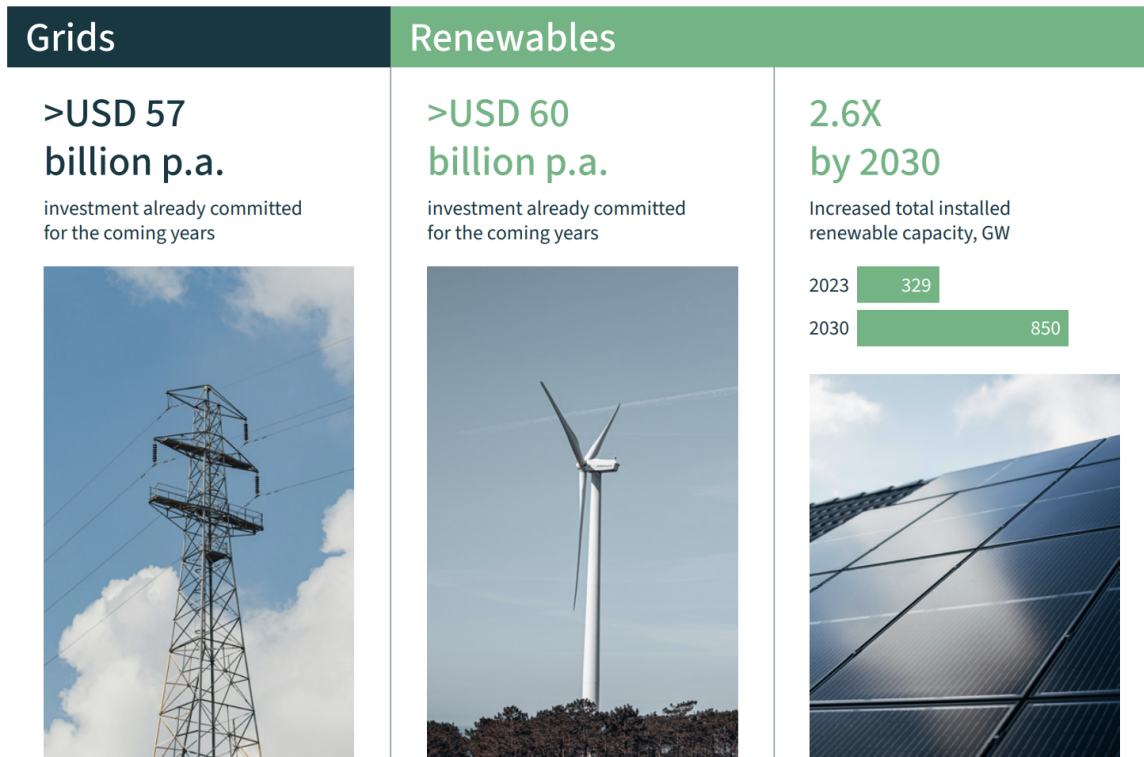 Grids
>USD 57
billion p.a.
investment already committed
for the coming years
Renewables
>USD 60
billion p.a.
investment already committed
for the coming years
2.6X
by 2030
Increased total installed
renewable capacity, GW
2023 329
2030 850